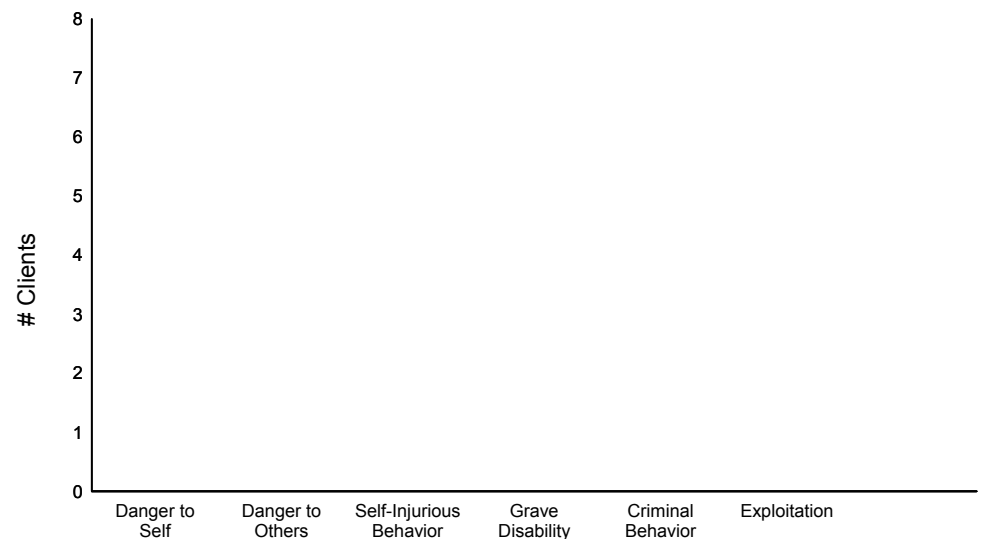 8
7
6
5
4
3
2
1
0
# Clients
Danger to Self
Danger to Others
Self-Injurious Behavior
Grave Disability
Criminal Behavior
Exploitation